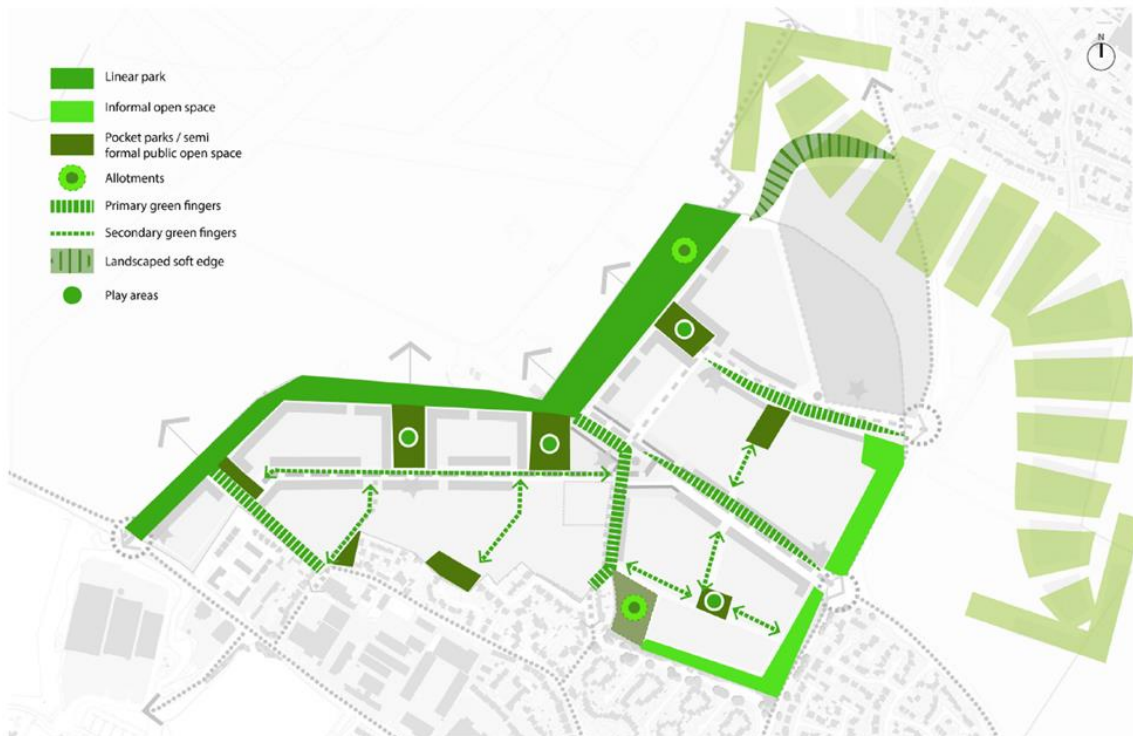 N
Linear park
Informal open space
Pocket parks / semi
formal public open space
Allotments
Primary green fingers
Secondary green fingers
Landscaped soft edge
Play areas